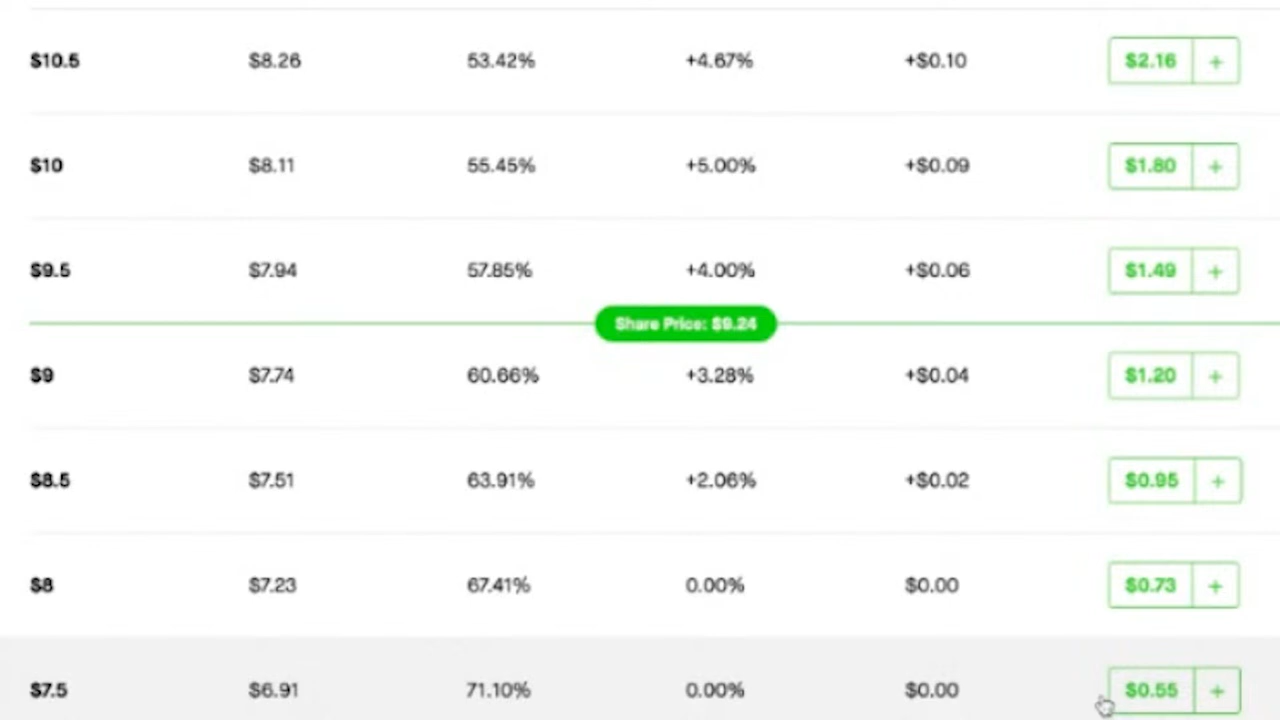 $10.5 $8.26 53.42% +4.67% +$0.10 $2.16 +
$10 $8.11 55.45% +5.00% +$0.09 $1.80 +
$9.5 $7.94 57.85% +4.00% +$0.06 $1.49 +
Share Price: $9.24
$9 $7.74 60.66% +3.28% +$0.04 $1.20 +
$8.5 $7.51 63.91% +2.06% +$0.02 $0.95 +
$8 $7.23 67.41% 0.00% $0.00 $0.73 +
$7.5 $6.91 71.10% 0.00% $0.00 $0.55 +